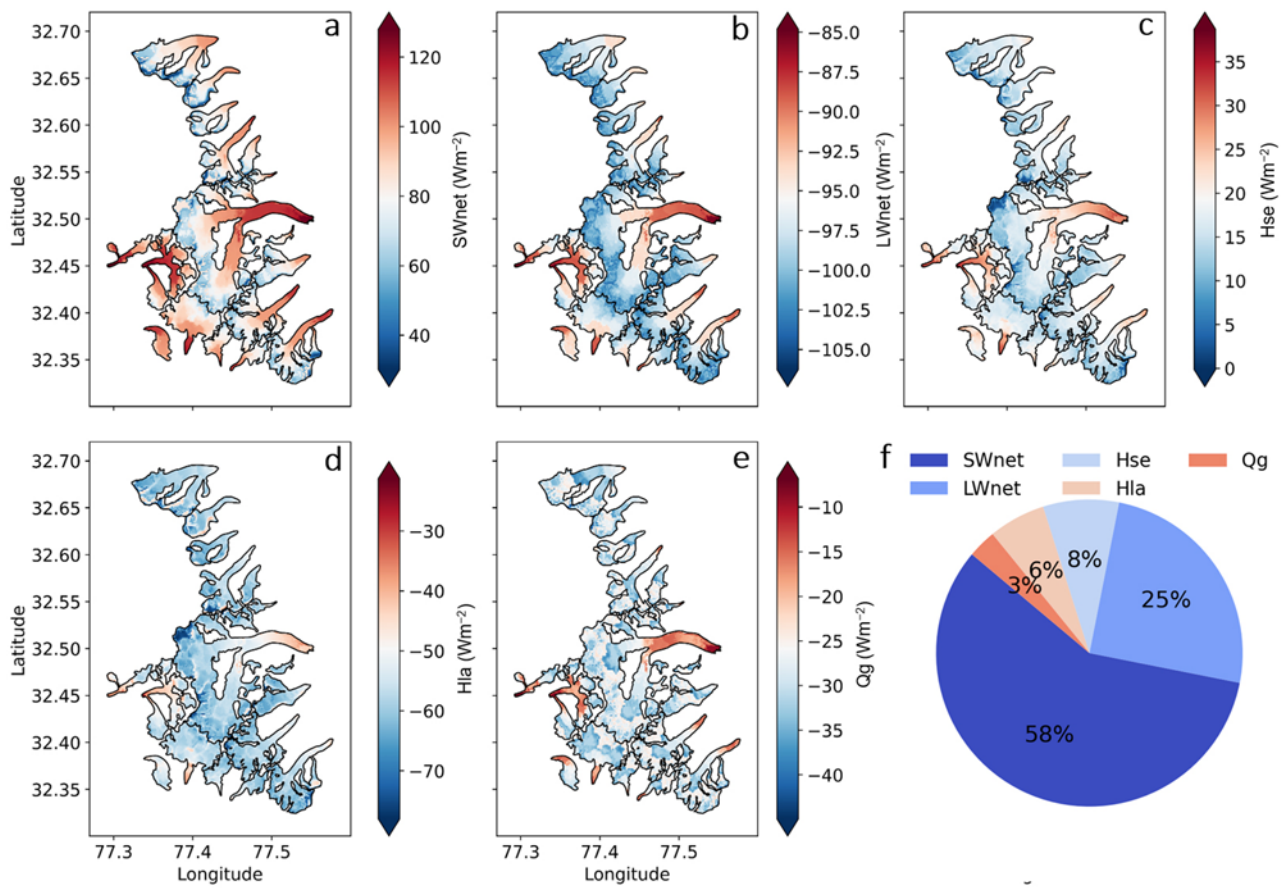 a
32.70
32.65
32.60
32.55
32.50
32.45
32.40
32.35
Latitude
120
100
80
60
40
SWnet (Wm⁻²)
b
−85.0
−87.5
−90.0
−92.5
−95.0
−97.5
−100.0
−102.5
−105.0
LWnet (Wm⁻²)
c
35
30
25
20
15
10
5
0
Hse (Wm⁻²)
d
32.70
32.65
32.60
32.55
32.50
32.45
32.40
32.35
Latitude
77.3 77.4 77.5
Longitude
−30
−40
−50
−60
−70
Hla (Wm⁻²)
e
77.3 77.4 77.5
Longitude
−10
−20
−30
−40
Qg (Wm⁻²)
f
SWnet Hse Qg
LWnet Hla
8%
6%
3%
25%
58%